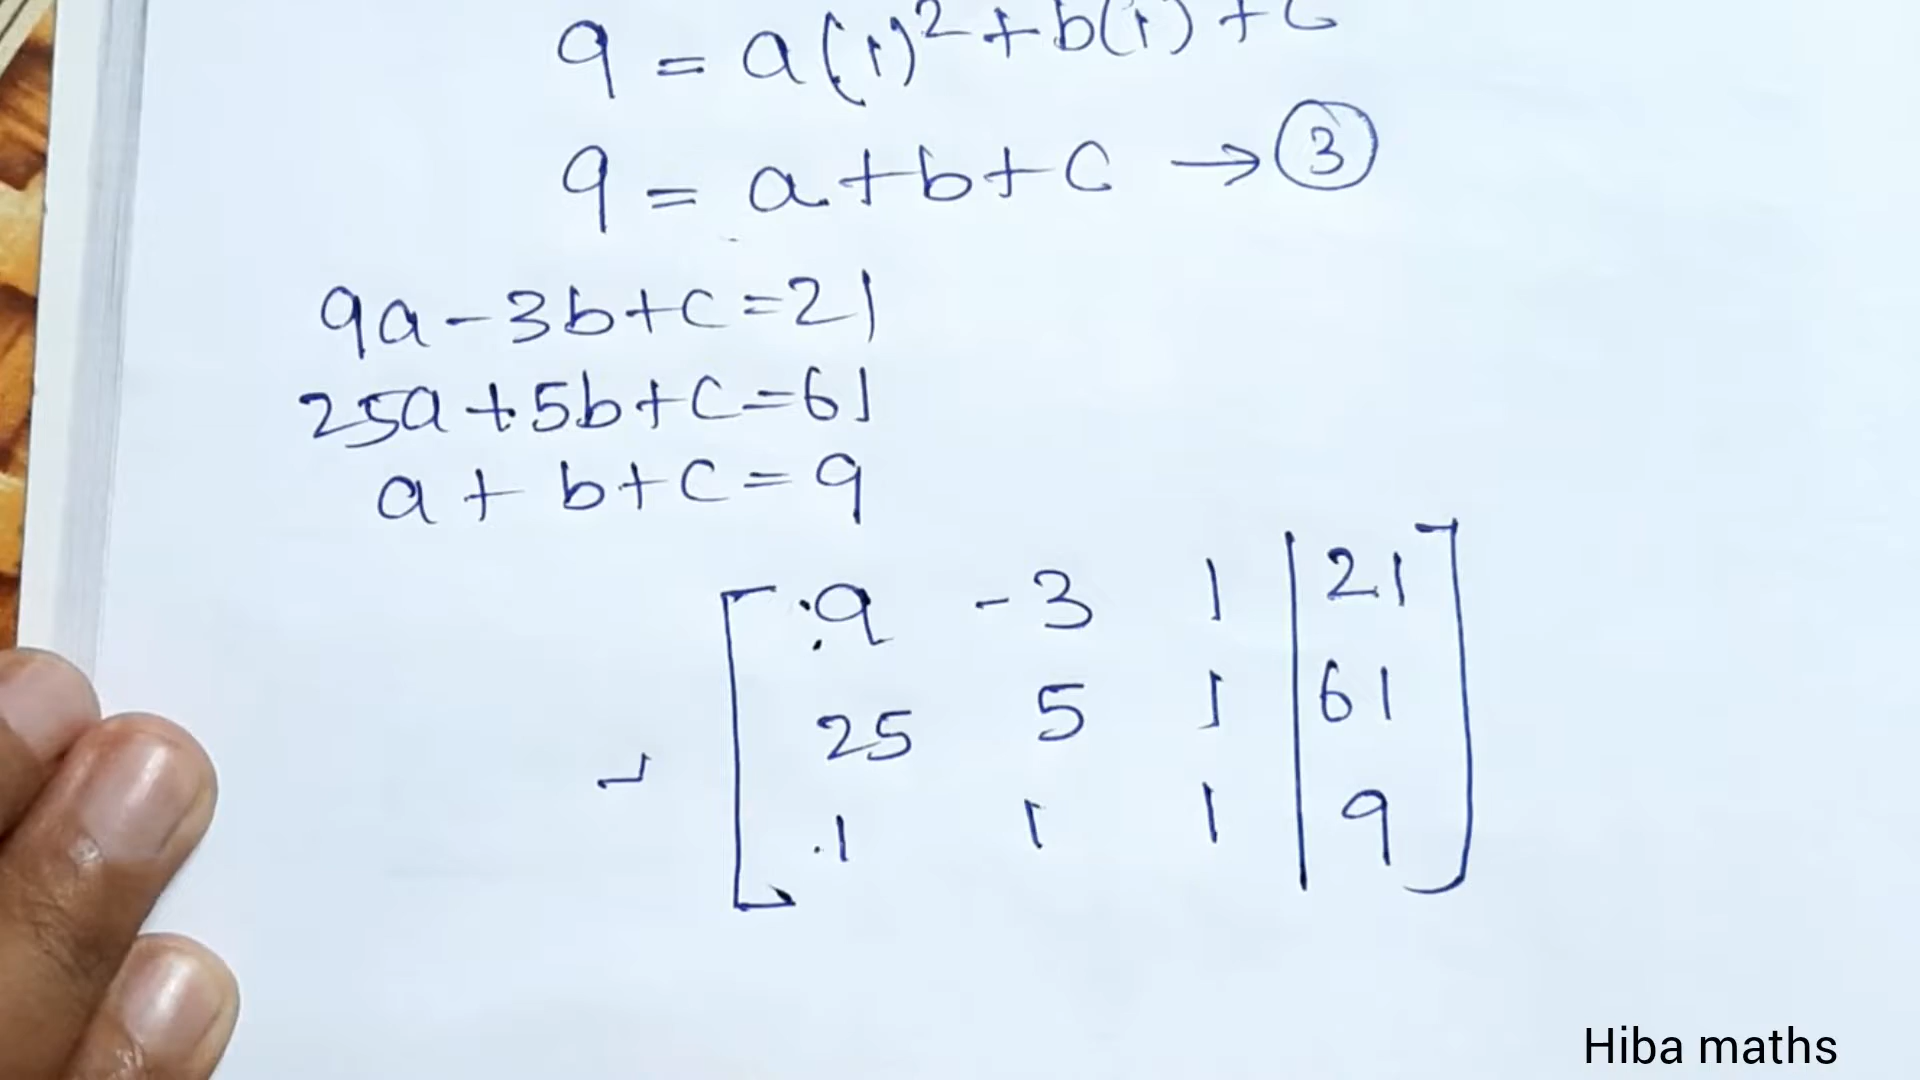 9 = a(1)²+b(1)+c
9 = a+b+c → ③
9a-3b+c=21
25a+5b+c=61
a + b+c = 9
9 -3 1 | 21
25 5 1 | 61
1 1 1 | 9
Hiba maths